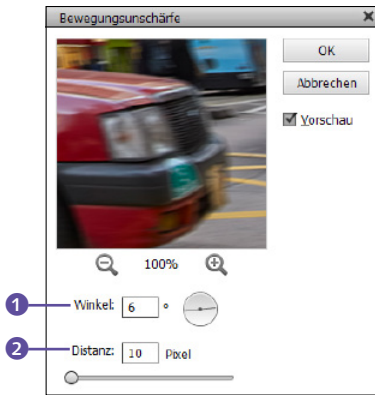 Bewegungsunschärfe
OK
Abbrechen
Vorschau
100%
1 Winkel: 6 °
2 Distanz: 10 Pixel